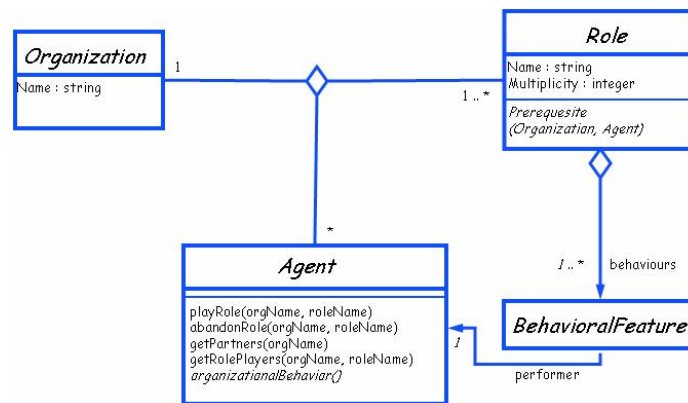 Organization
Name : string
1
Role
Name : string
Multiplicity : integer
Prerequesite
(Organization, Agent)
1 .. *
*
Agent
playRole(orgName, roleName)
abandonRole(orgName, roleName)
getPartners(orgName)
getRolePlayers(orgName, roleName)
organizationalBehavior()
1 .. *
behaviours
BehavioralFeature
1
performer